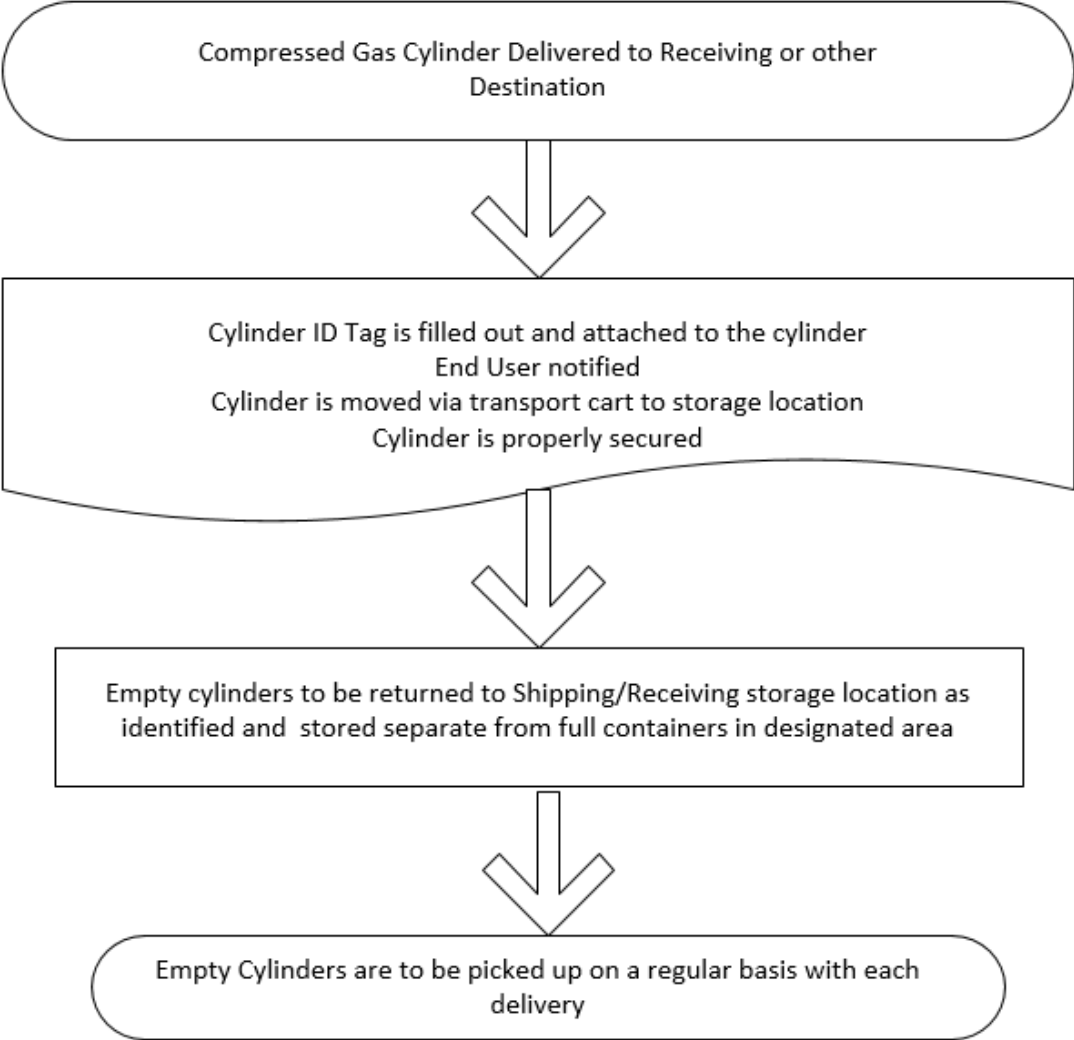 Compressed Gas Cylinder Delivered to Receiving or other
Destination
Cylinder ID Tag is filled out and attached to the cylinder
End User notified
Cylinder is moved via transport cart to storage location
Cylinder is properly secured
Empty cylinders to be returned to Shipping/Receiving storage location as
identified and  stored separate from full containers in designated area
Empty Cylinders are to be picked up on a regular basis with each
delivery